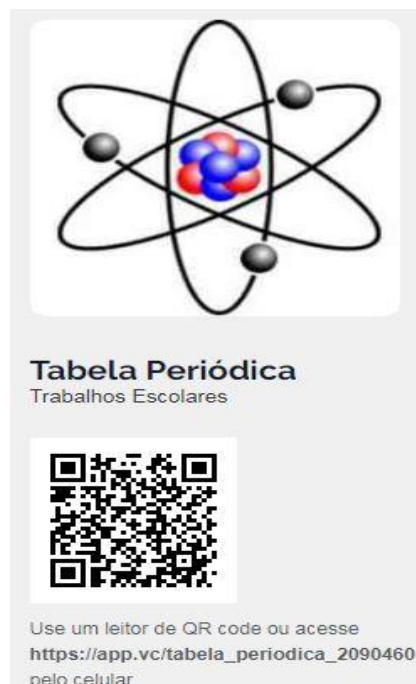 Tabela Periódica
Trabalhos Escolares
Use um leitor de QR code ou acesse
https://app.vc/tabela_periodica_2090460
pelo celular